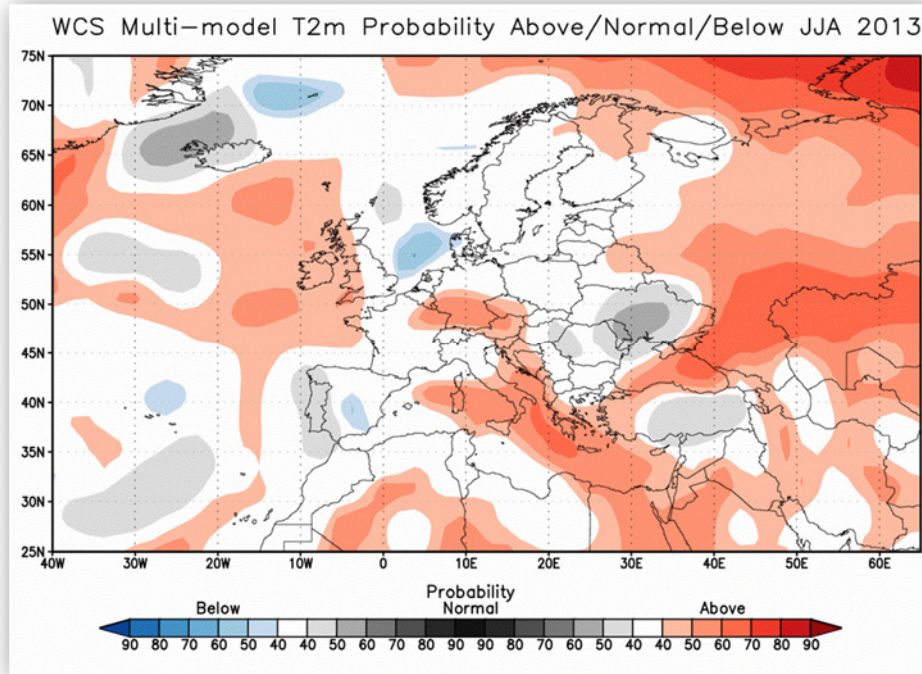 WCS Multi-model T2m Probability Above/Normal/Below JJA 2013
75N
70N
65N
60N
55N
50N
45N
40N
35N
30N
25N
40W 30W 20W 10W 0 10E 20E 30E 40E 50E 60E
Probability
Below Normal Above
90 80 70 60 50 40 40 50 60 70 80 90 90 80 70 60 50 40 40 50 60 70 80 90